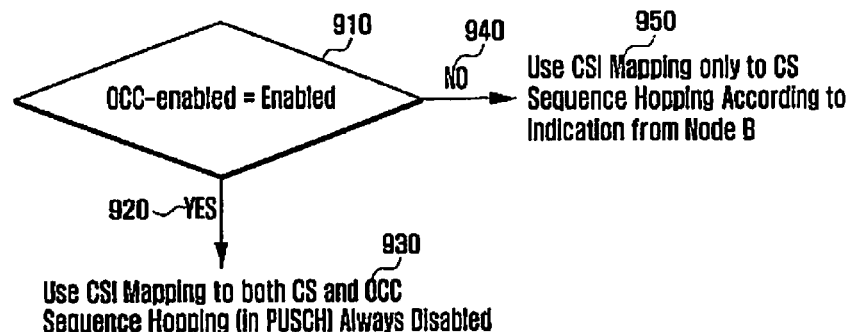 910
OCC-enabled = Enabled
940
NO
950
Use CSI Mapping only to CS
Sequence Hopping According to
Indication from Node B
920
YES
930
Use CSI Mapping to both CS and OCC
Sequence Hopping (in PUSCH) Always Disabled